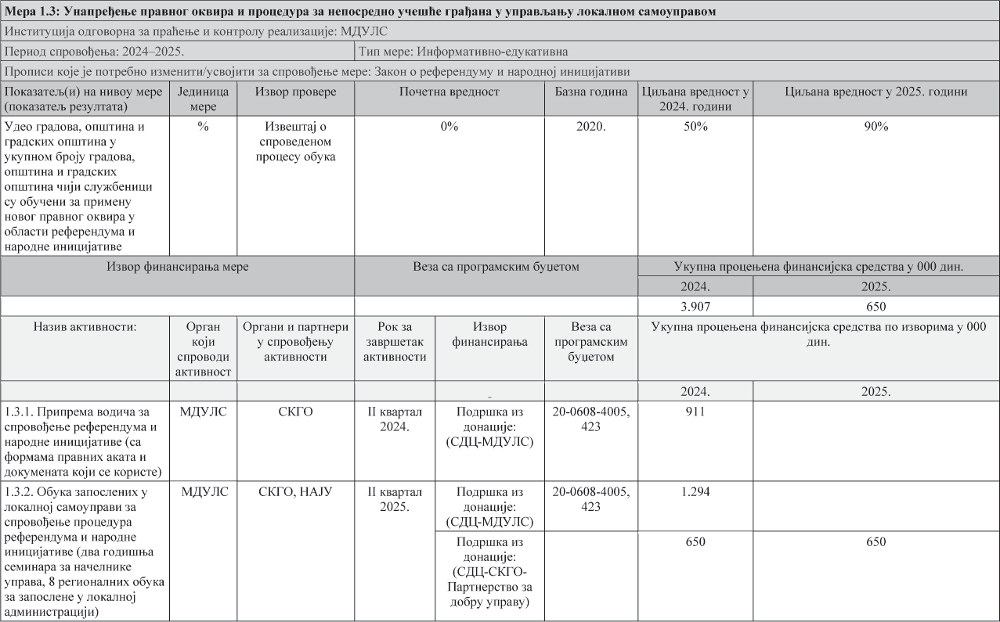 Мера 1.3: Унапређење правног оквира и процедура за непосредно учешће грађана у управљању локалном самоуправом
Институција одговорна за праћење и контролу реализације: МДУЛС
Период спровођења: 2024–2025.
Тип мере: Информативно-едукативна
Прописи које је потребно изменити/усвојити за спровођење мере: Закон о референдуму и народној иницијативи
Показатељ(и) на нивоу мере
(показатељ резултата)
Јединица
мере
Извор провере
Почетна вредност
Базна година
Циљана вредност у
2024. години
Циљана вредност у 2025. години
Удео градова, општина и
градских општина у
укупном броју градова,
општина и градских
општина чији службеници
су обучени за примену
новог правног оквира у
области референдума и
народне иницијативе
%
Извештај о
спроведеном
процесу обука
0%
2020.
50%
90%
Извор финансирања мере
Веза са програмским буџетом
Укупна процењена финансијска средства у 000 дин.
2024.
2025.
3.907
650
Назив активности:
Орган
који
спроводи
активност
Органи и партнери
у спровођењу
активности
Рок за
завршетак
активности
Извор
финансирања
Веза са
програмским
буџетом
Укупна процењена финансијска средства по изворима у 000
дин.
-
2024.
2025.
1.3.1. Припрема водича за
спровођење референдума и
народне иницијативе (са
формама правних аката и
докумената који се користе)
МДУЛС
СКГО
II квартал
2024.
Подршка из
донације:
(СДЦ-МДУЛС)
20-0608-4005,
423
911
1.3.2. Обука запослених у
локалној самоуправи за
спровођење процедура
референдума и народне
иницијативе (два годишња
семинара за начелнике
управа, 8 регионалних обука
за запослене у локалној
администрацији)
МДУЛС
СКГО, НАЈУ
II квартал
2025.
Подршка из
донације:
(СДЦ-МДУЛС)
20-0608-4005,
423
1.294
Подршка из
донације:
(СДЦ-СКГО-
Партнерство за
добру управу)
650
650